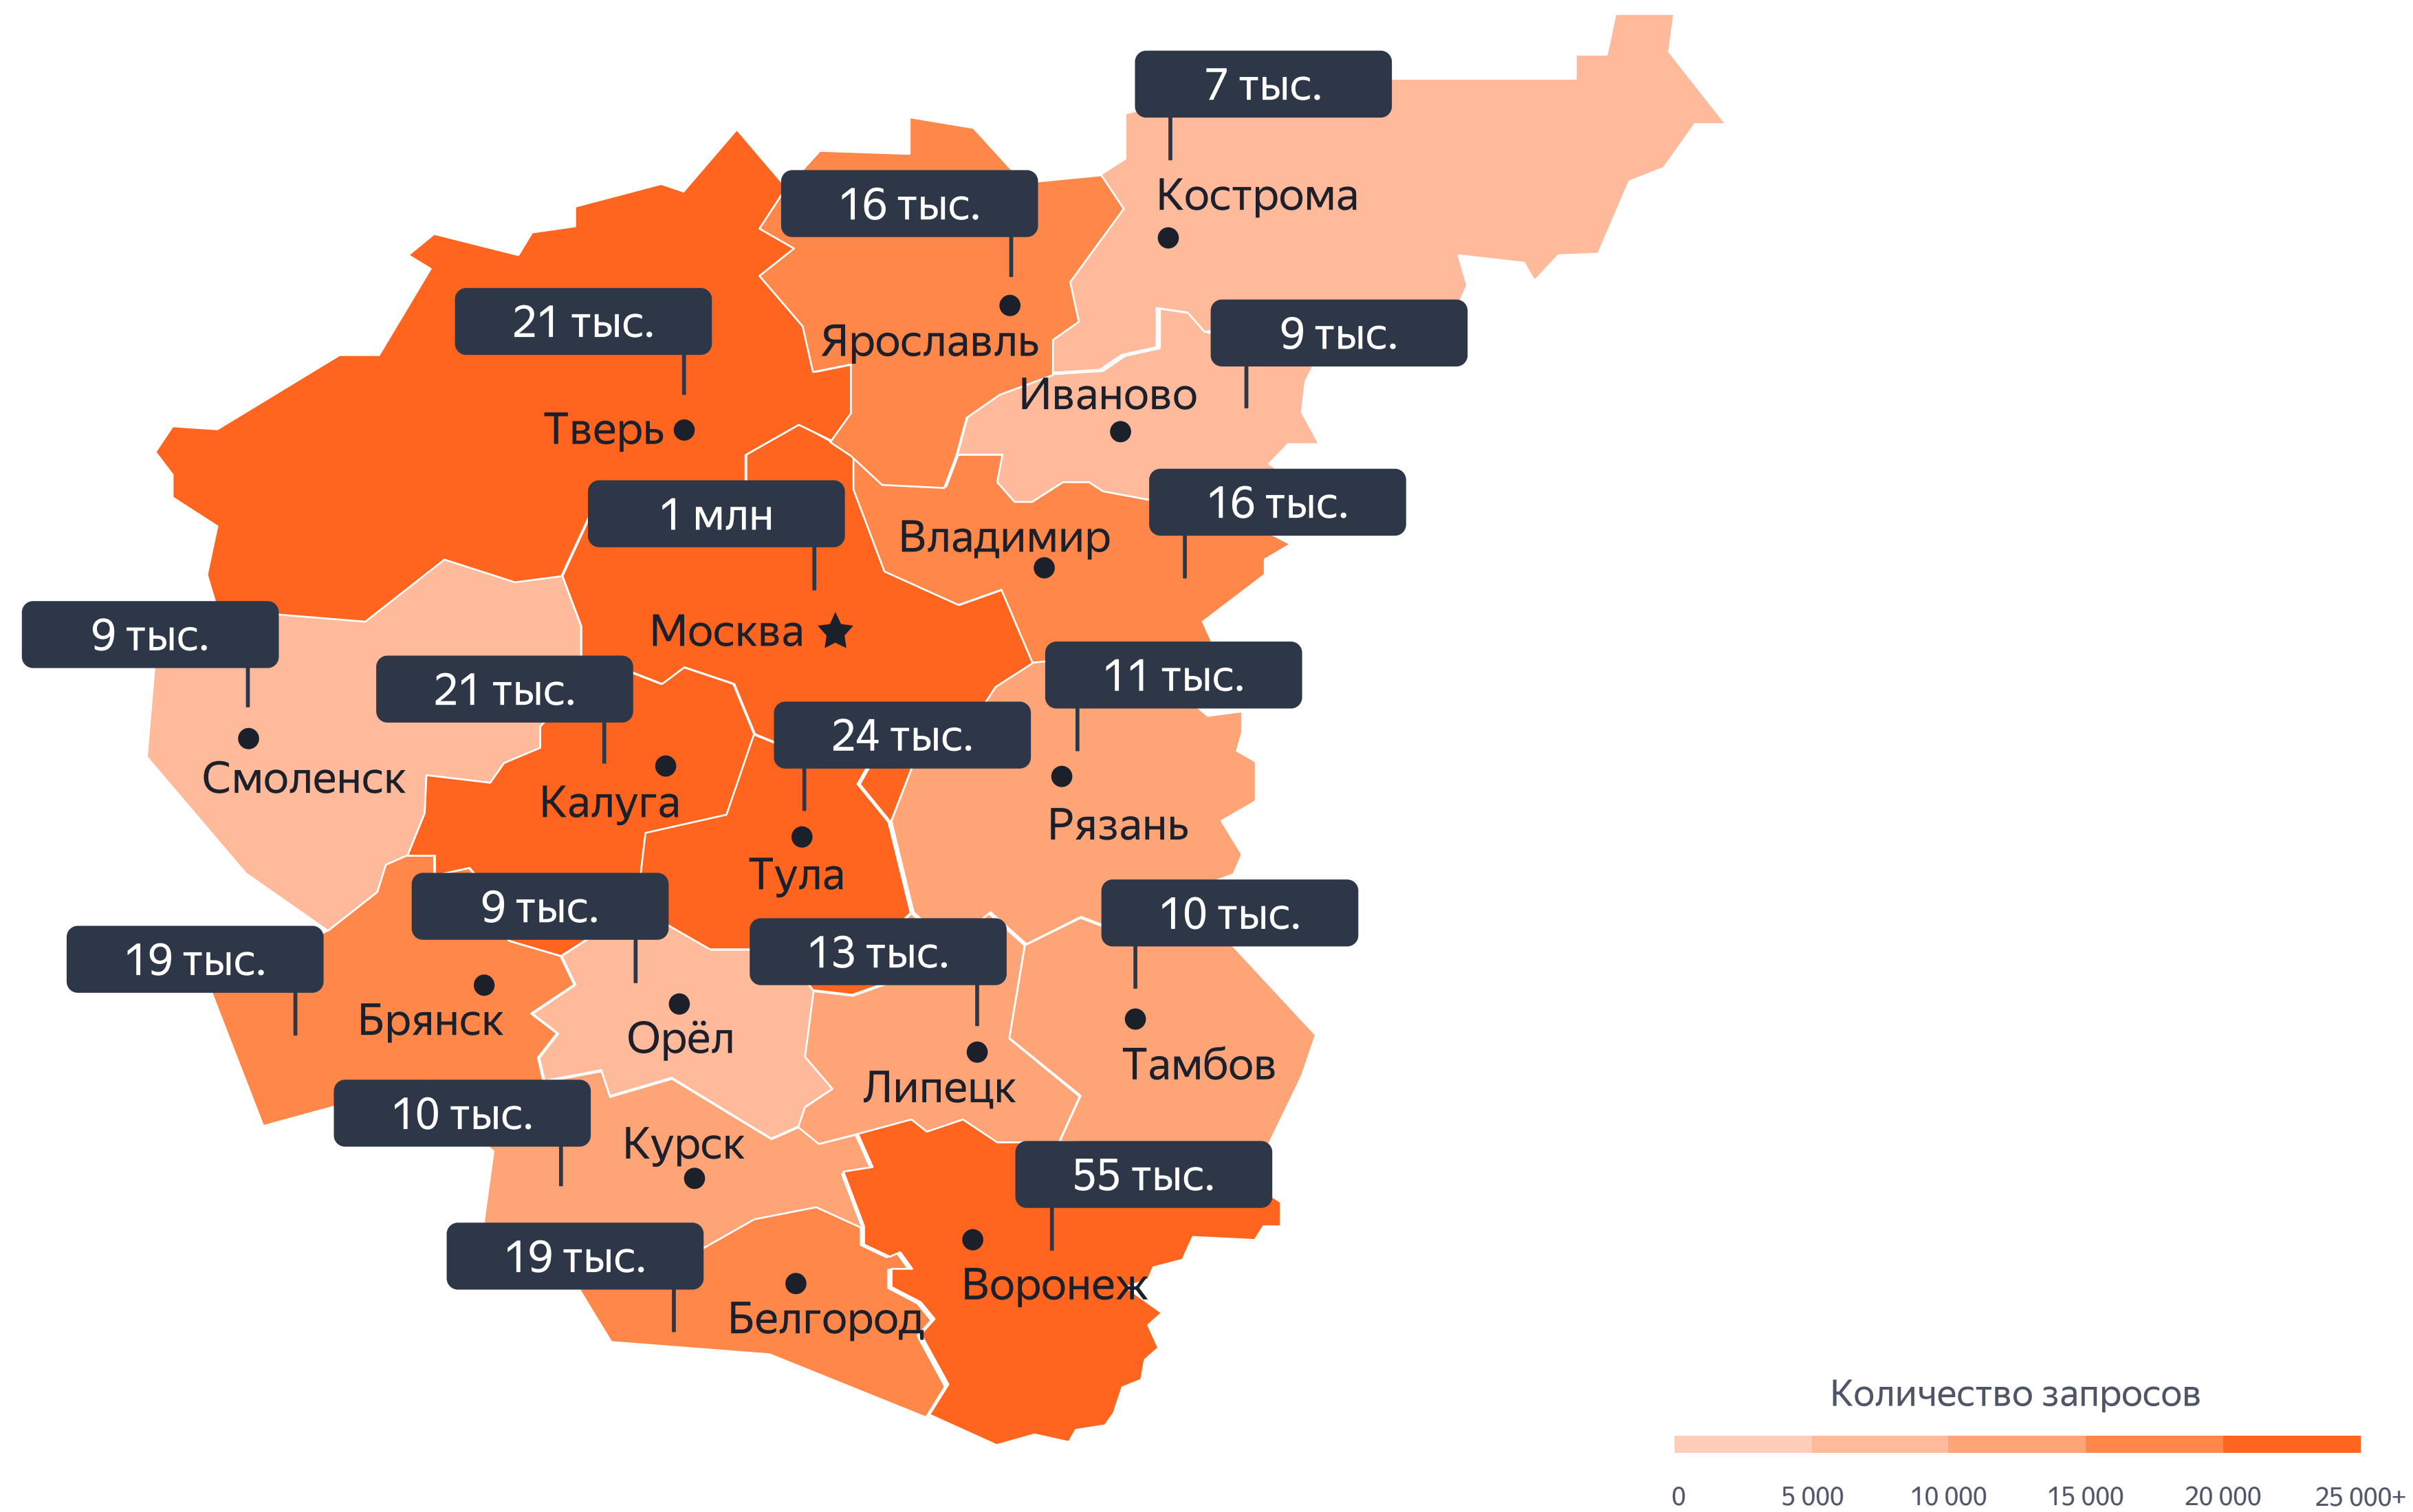 7 тыс.
Кострома
16 тыс.
Ярославль
21 тыс.
Тверь
9 тыс.
Иваново
1 млн
Москва
16 тыс.
Владимир
9 тыс.
Смоленск
21 тыс.
Калуга
24 тыс.
Тула
11 тыс.
Рязань
19 тыс.
Брянск
9 тыс.
Орёл
13 тыс.
Липецк
10 тыс.
Тамбов
10 тыс.
Курск
55 тыс.
Воронеж
19 тыс.
Белгород
Количество запросов
0 5 000 10 000 15 000 20 000 25 000+